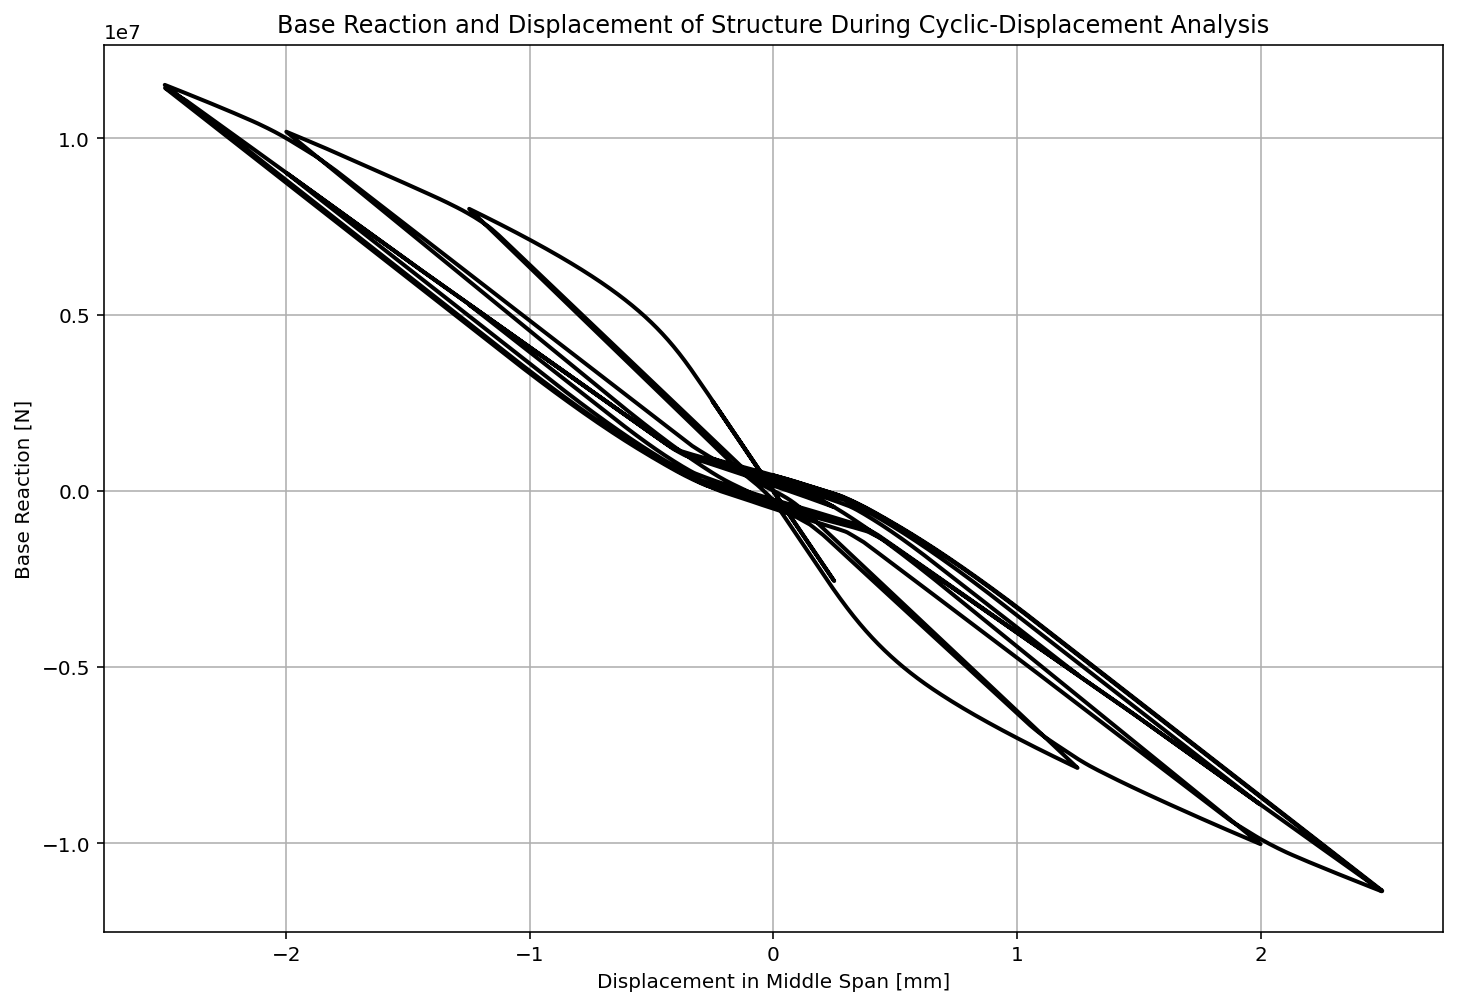 Base Reaction and Displacement of Structure During Cyclic-Displacement Analysis
1e7
1.0
0.5
0.0
−0.5
−1.0
Base Reaction [N]
−2 −1 0 1 2
Displacement in Middle Span [mm]